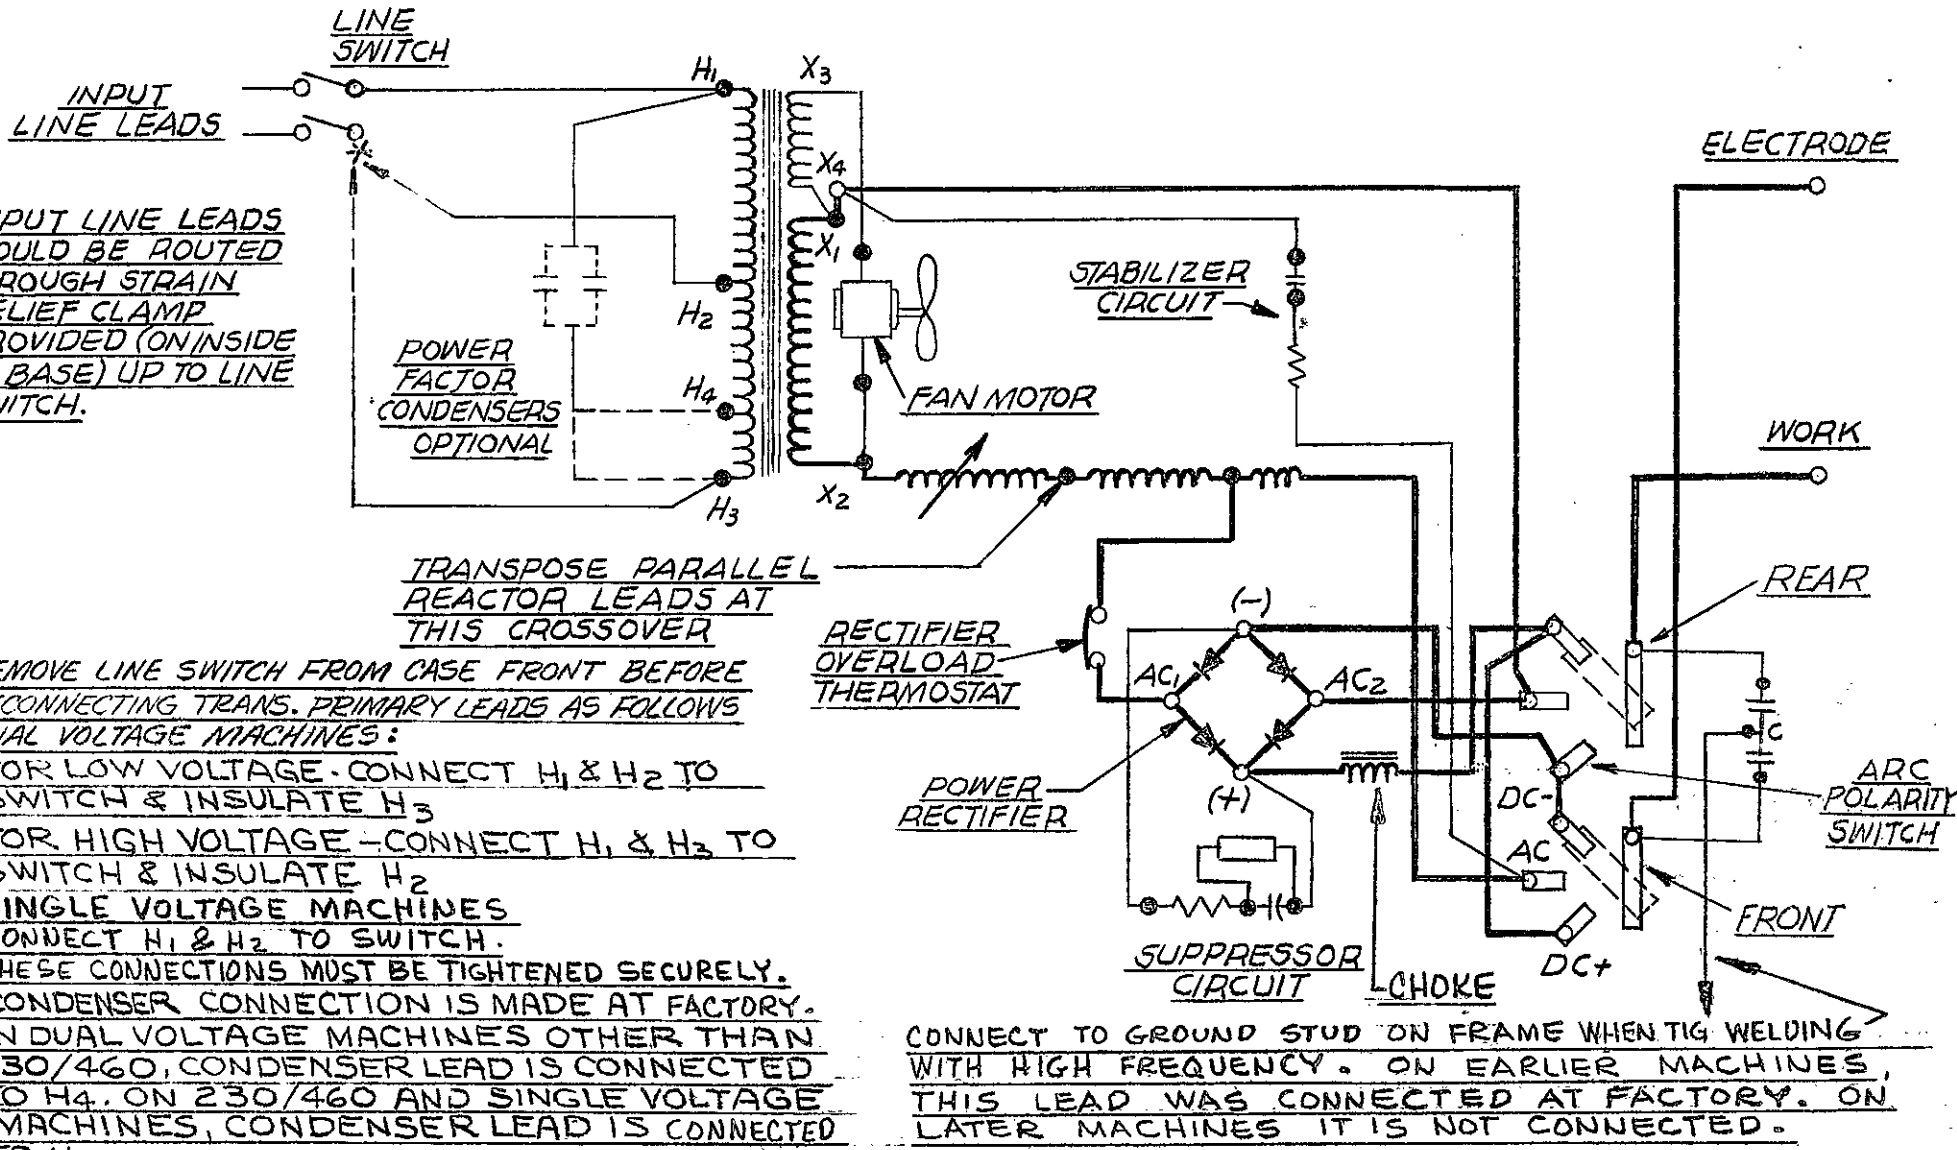 LINE
SWITCH
INPUT
LINE LEADS
H1
X3
X4
X1
H2
H4
H3
X2
PUT LINE LEADS
OULD BE ROUTED
ROUGH STRAIN
ELIEF CLAMP
ROVIDED (ON INSIDE
BASE) UP TO LINE
WITCH.
POWER
FACTOR
CONDENSERS
OPTIONAL
FAN MOTOR
STABILIZER
CIRCUIT
ELECTRODE
WORK
TRANSPOSE PARALLEL
REACTOR LEADS AT
THIS CROSSOVER
RECTIFIER
OVERLOAD
THERMOSTAT
(-)
AC1
AC2
(+)
POWER
RECTIFIER
REAR
C
DC-
AC
DC+
ARC
POLARITY
SWITCH
FRONT
SUPPRESSOR
CIRCUIT
CHOKE
EMOVE LINE SWITCH FROM CASE FRONT BEFORE
CONNECTING TRANS. PRIMARY LEADS AS FOLLOWS
AL VOLTAGE MACHINES:
OR LOW VOLTAGE - CONNECT H1 & H2 TO
SWITCH & INSULATE H3
OR HIGH VOLTAGE - CONNECT H1 & H3 TO
SWITCH & INSULATE H2
INGLE VOLTAGE MACHINES
ONNECT H1 & H2 TO SWITCH.
HESE CONNECTIONS MUST BE TIGHTENED SECURELY.
CONDENSER CONNECTION IS MADE AT FACTORY.
N DUAL VOLTAGE MACHINES OTHER THAN
30/460, CONDENSER LEAD IS CONNECTED
O H4. ON 230/460 AND SINGLE VOLTAGE
MACHINES, CONDENSER LEAD IS CONNECTED
CONNECT TO GROUND STUD ON FRAME WHEN TIG WELDING
WITH HIGH FREQUENCY. ON EARLIER MACHINES,
THIS LEAD WAS CONNECTED AT FACTORY. ON
LATER MACHINES IT IS NOT CONNECTED.